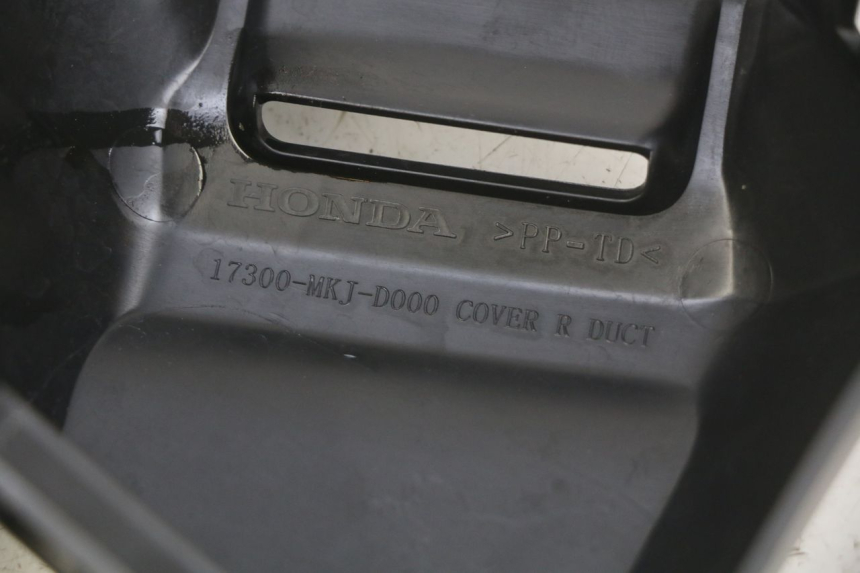 HONDA >PP-TD<
17300-MKJ-D000 COVER R DUCT